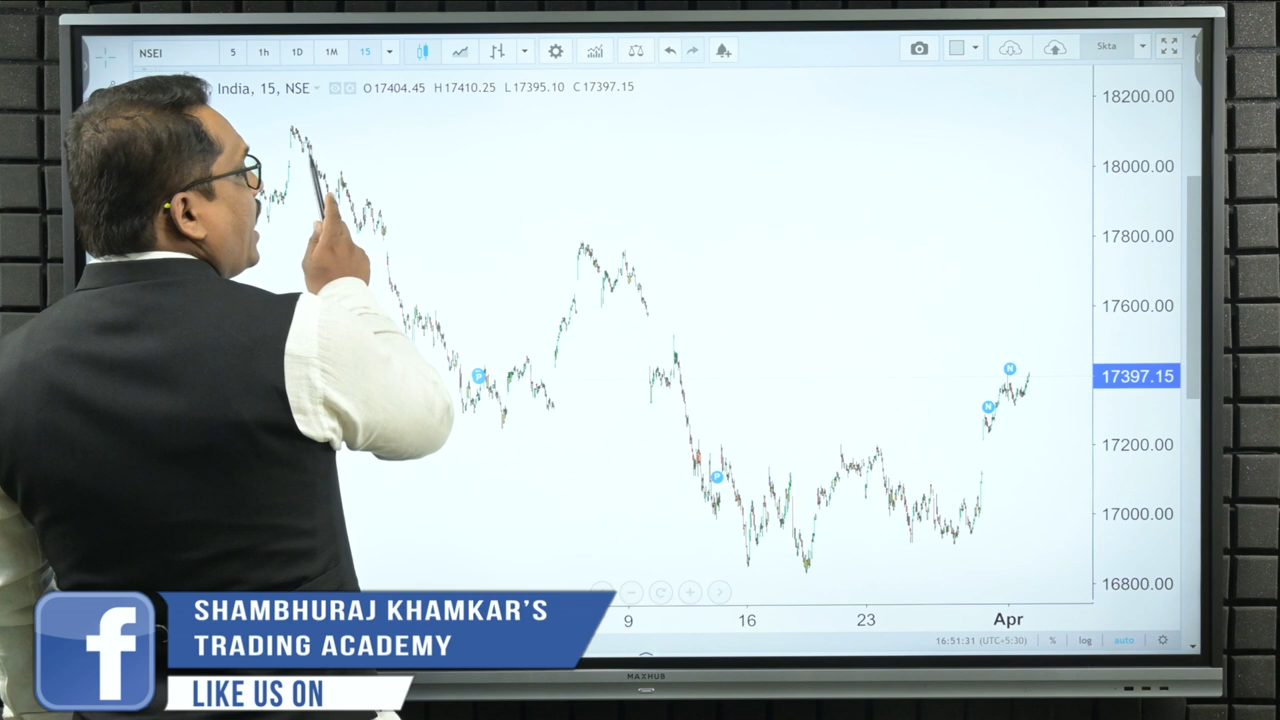 NSEI 5 1h 1D 1M 15 Skta
India, 15, NSE O17404.45 H17410.25 L17395.10 C17397.15
18200.00
18000.00
17800.00
17600.00
17397.15
17200.00
17000.00
16800.00
P
P
N
N
9 16 23 Apr
16:51:31 (UTC+5:30) % log auto
MAXHUB
f
SHAMBHURAJ KHAMKAR'S
TRADING ACADEMY
LIKE US ON